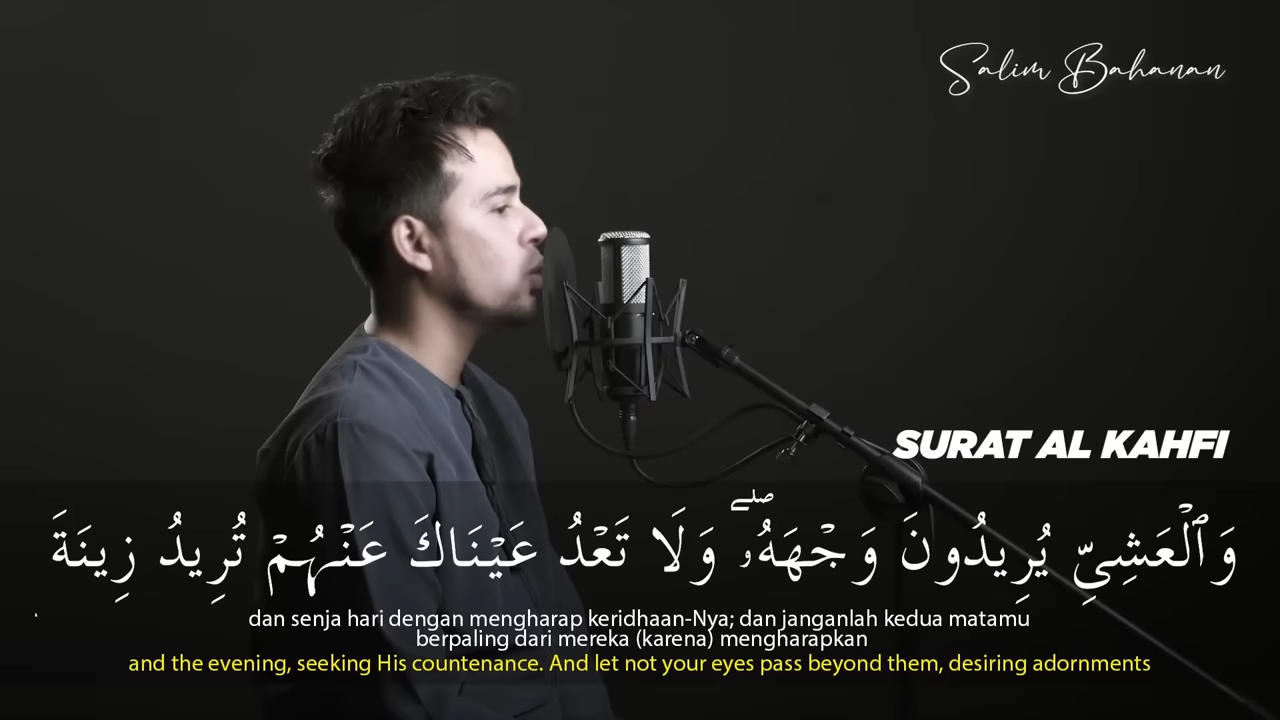 Salim Bahanan
SURAT AL KAHFI
وَٱلْعَشِىِّ يُرِيدُونَ وَجْهَهُۥ ۖ وَلَا تَعْدُ عَيْنَاكَ عَنْهُمْ تُرِيدُ زِينَةَ
dan senja hari dengan mengharap keridhaan-Nya; dan janganlah kedua matamu
berpaling dari mereka (karena) mengharapkan
and the evening, seeking His countenance. And let not your eyes pass beyond them, desiring adornments